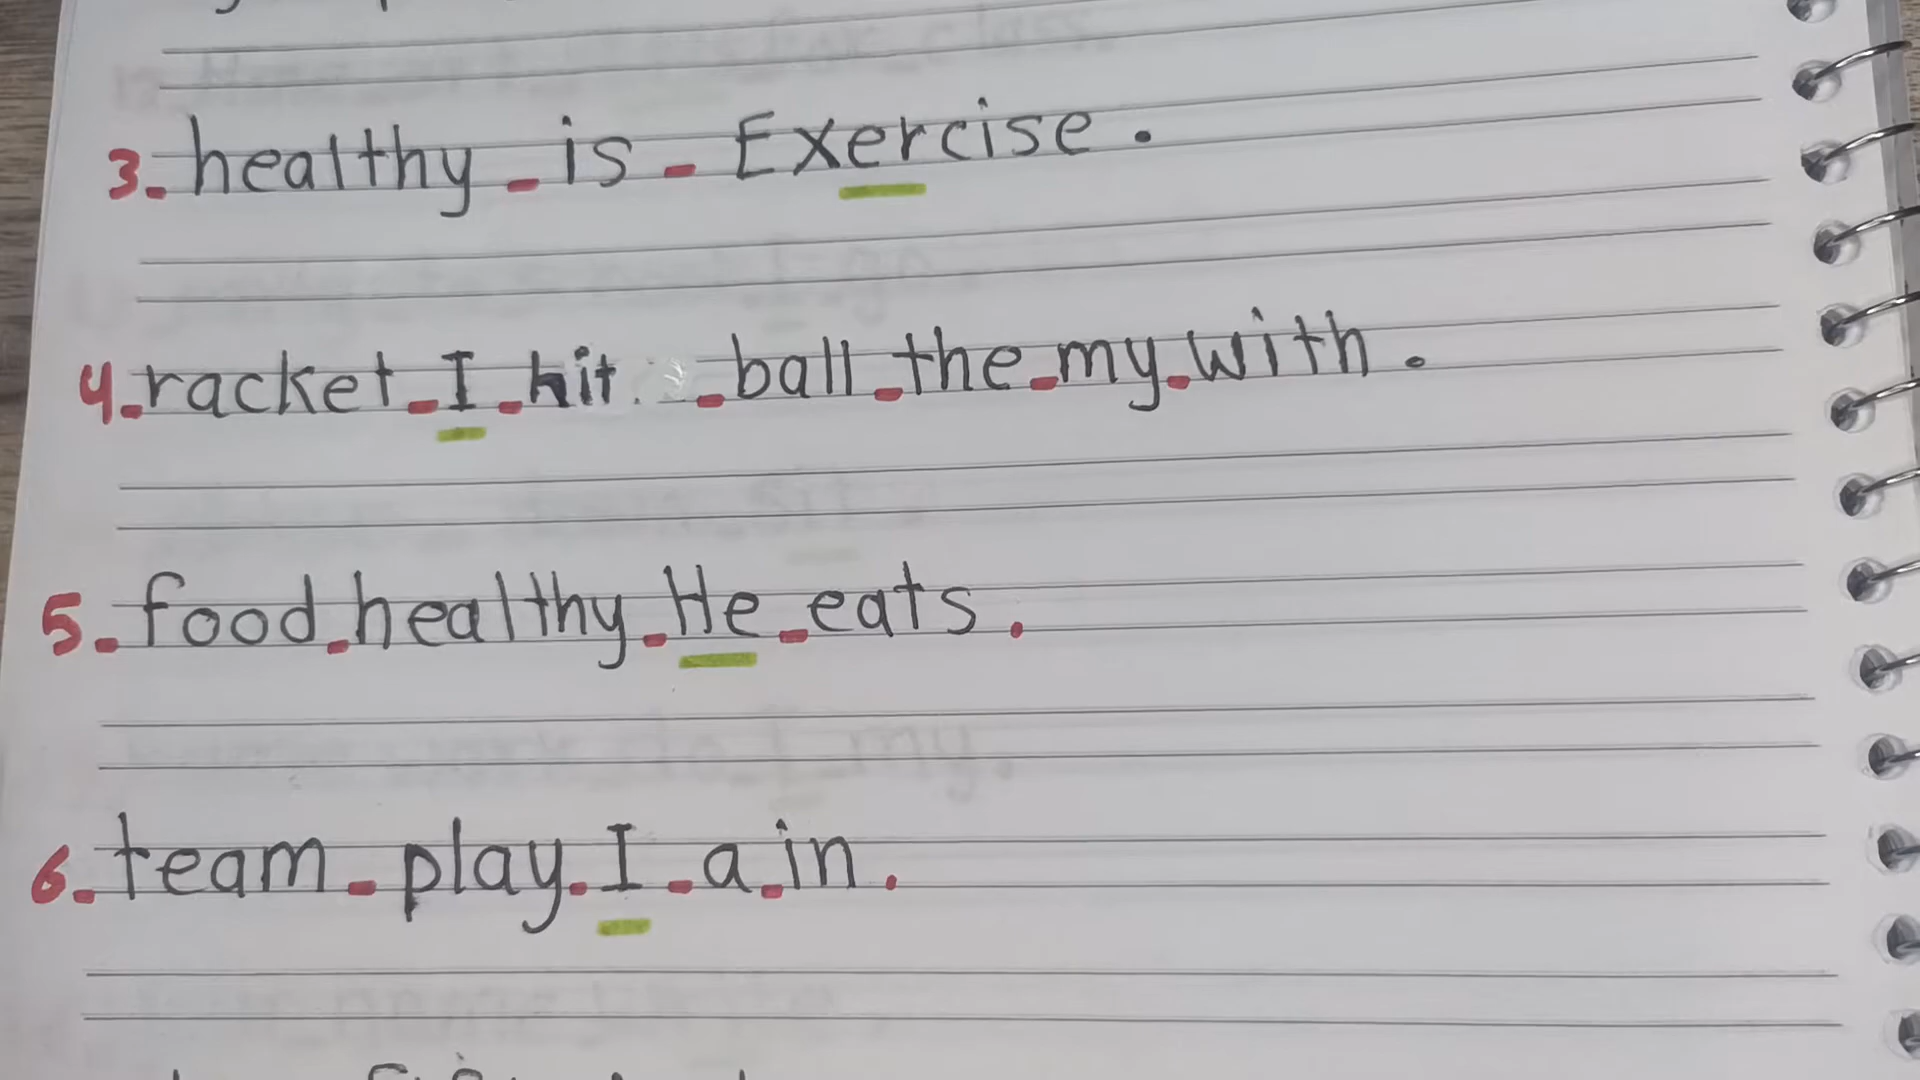 3. healthy - is - Exercise.
4. racket - I - hit - ball - the - my - with.
5. food - healthy - He - eats.
6. team - play - I - a - in.